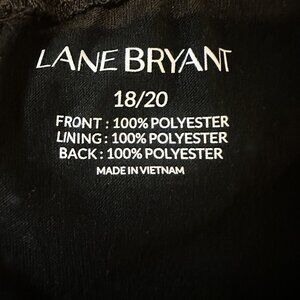 LANE BRYANT
18/20
FRONT : 100% POLYESTER
LINING : 100% POLYESTER
BACK : 100% POLYESTER
MADE IN VIETNAM